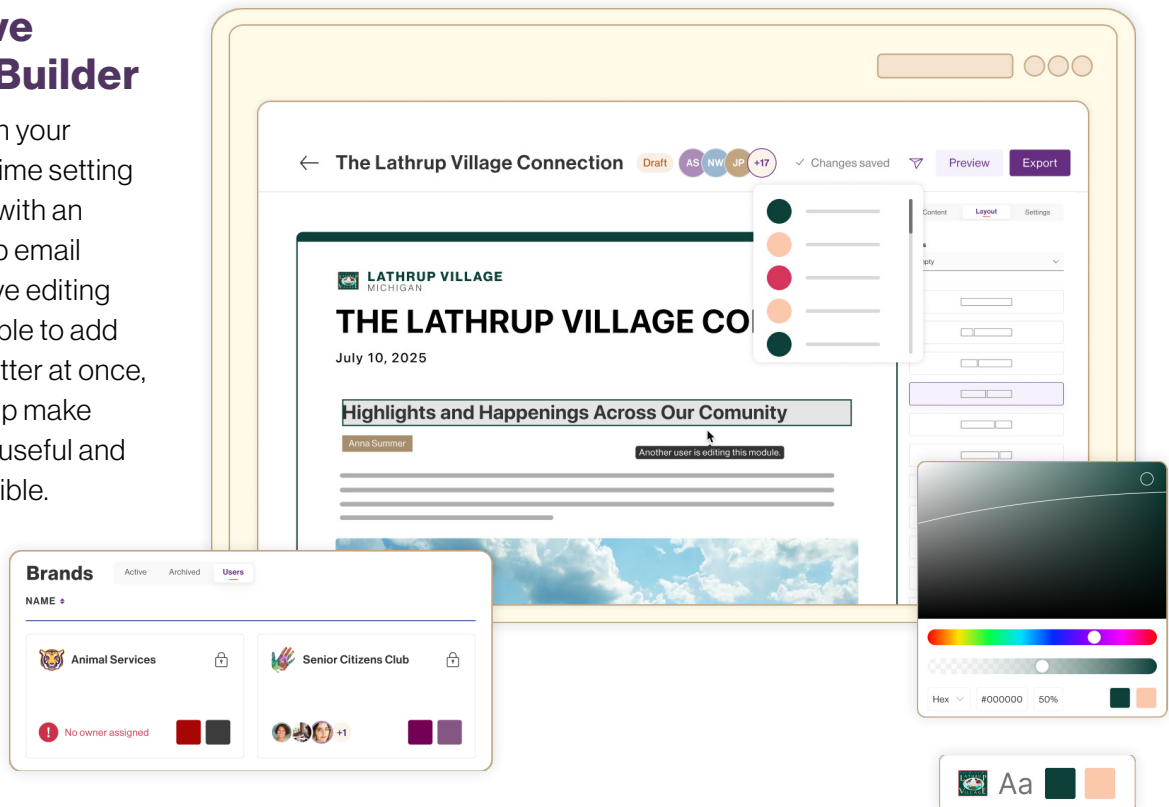 ve
Builder
n your
ime setting
with an
p email
ve editing
ple to add
tter at once,
p make
useful and
ible.
The Lathrup Village Connection
Draft
AS NW JP +17
Changes saved
Preview
Export
Content Layout Settings
s
pty
LATHRUP VILLAGE
MICHIGAN
THE LATHRUP VILLAGE CO
July 10, 2025
Highlights and Happenings Across Our Comunity
Anna Summer
Another user is editing this module.
Brands
Active Archived Users
NAME
Animal Services
No owner assigned
Senior Citizens Club
+1
Hex #000000 50%
LATHRUP
VILLAGE
Aa